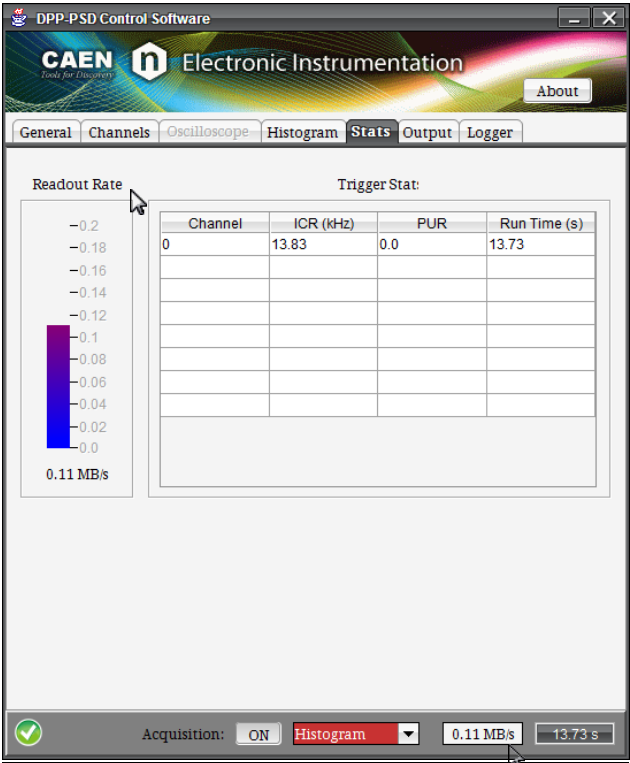 DPP-PSD Control Software
CAEN n Electronic Instrumentation
Tools for Discovery
About
General Channels Oscilloscope Histogram Stats Output Logger
Readout Rate Trigger Stat:
Channel ICR (kHz) PUR Run Time (s)
0 13.83 0.0 13.73
0.2
0.18
0.16
0.14
0.12
0.1
0.08
0.06
0.04
0.02
0.0
0.11 MB/s
Acquisition: ON Histogram 0.11 MB/s 13.73 s